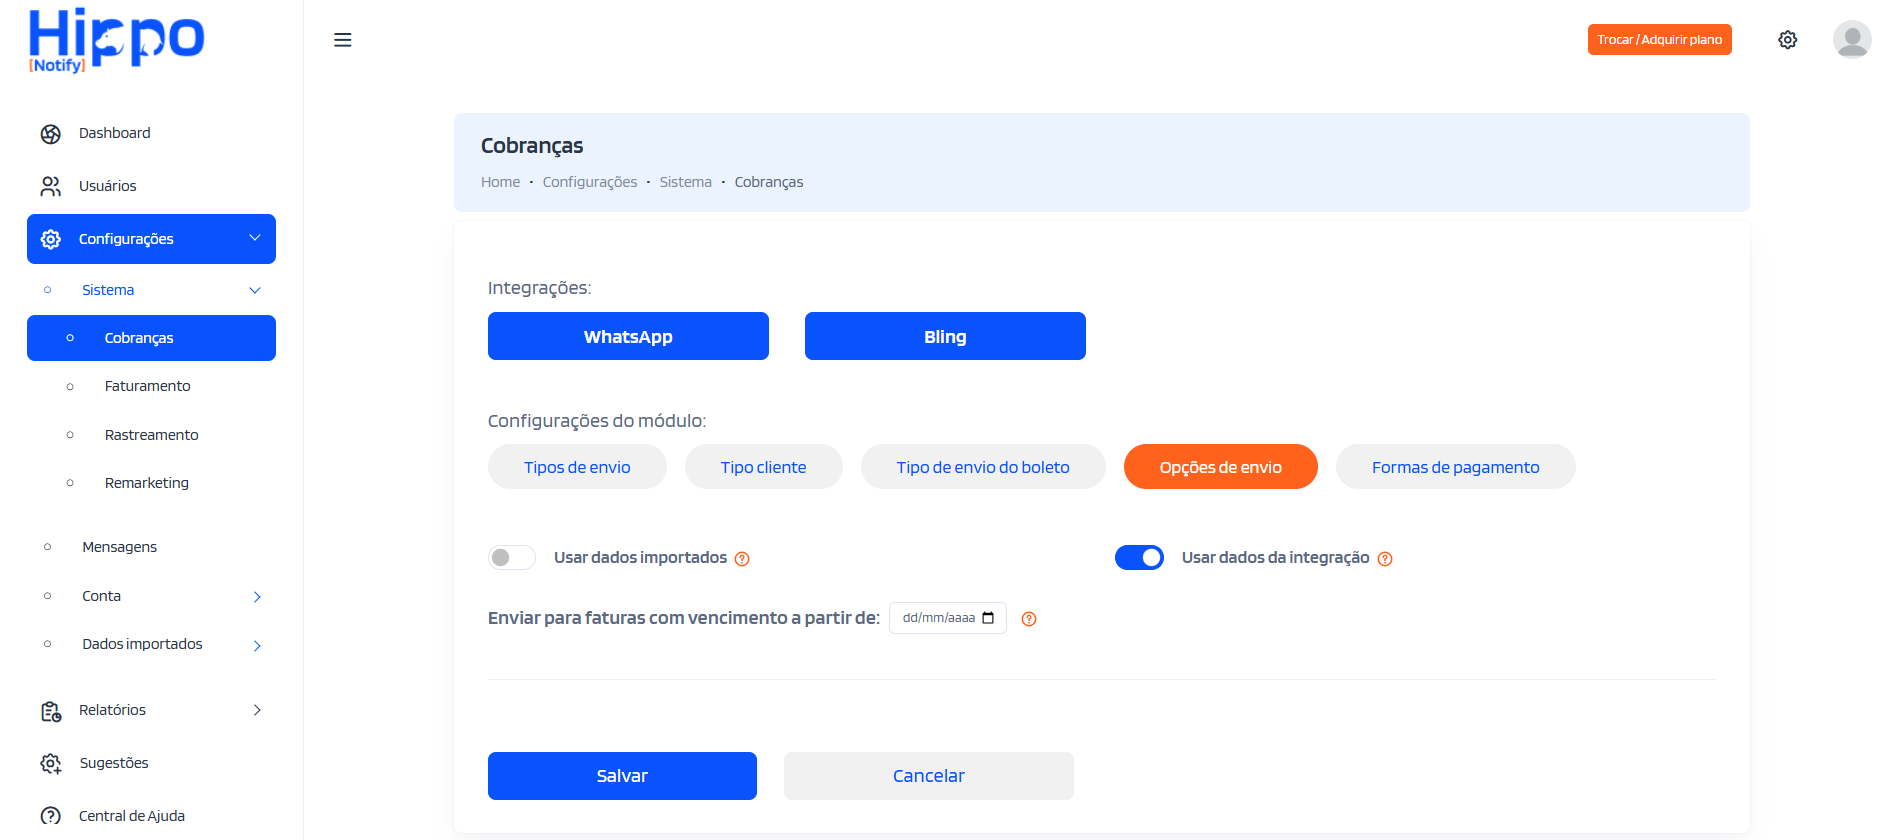 Hippo
[Notify]
Trocar / Adquirir plano
Dashboard
Usuários
Configurações
Sistema
Cobranças
Faturamento
Rastreamento
Remarketing
Mensagens
Conta
Dados importados
Relatórios
Sugestões
Central de Ajuda
Cobranças
Home • Configurações • Sistema • Cobranças
Integrações:
WhatsApp Bling
Configurações do módulo:
Tipos de envio Tipo cliente Tipo de envio do boleto Opções de envio Formas de pagamento
Usar dados importados ? Usar dados da integração ?
Enviar para faturas com vencimento a partir de: dd/mm/aaaa ?
Salvar Cancelar